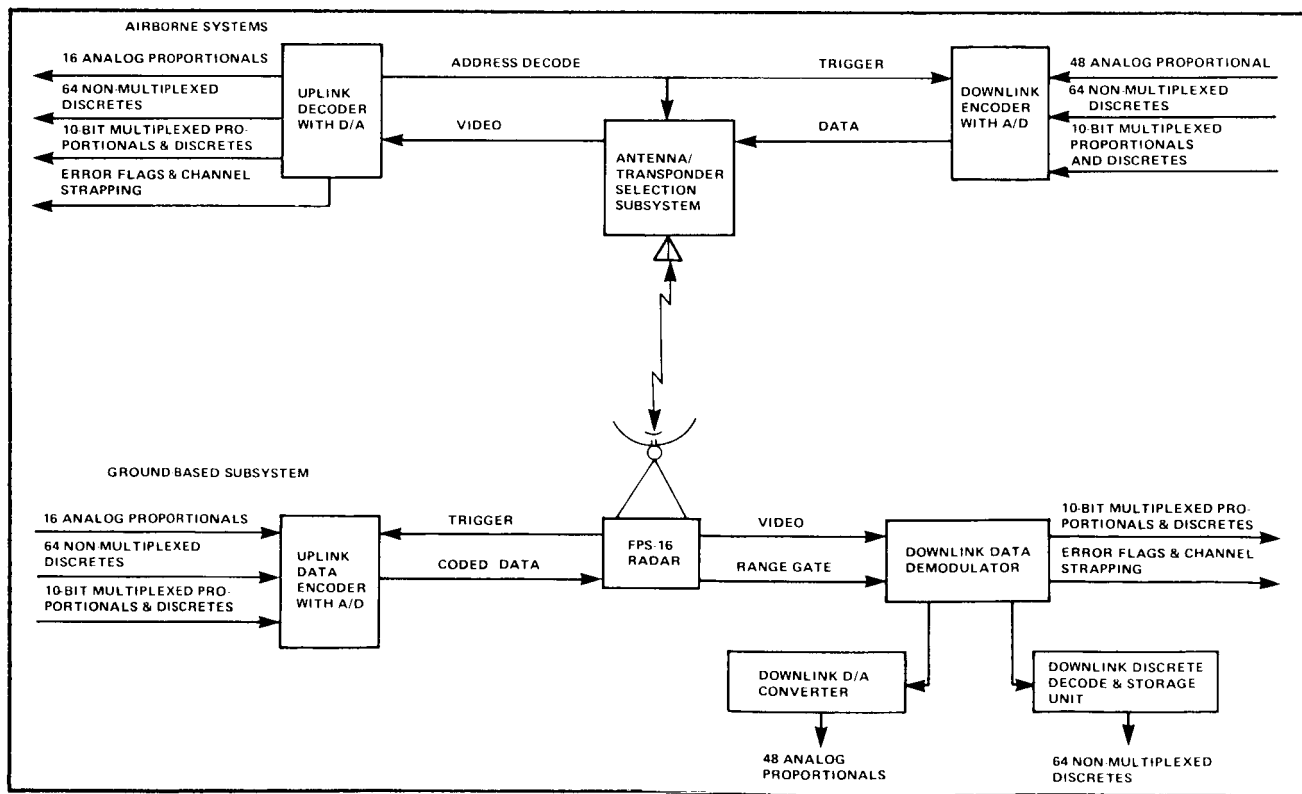 AIRBORNE SYSTEMS
16 ANALOG PROPORTIONALS
64 NON-MULTIPLEXED
DISCRETES
10-BIT MULTIPLEXED PRO-
PORTIONALS & DISCRETES
ERROR FLAGS & CHANNEL
STRAPPING
UPLINK
DECODER
WITH D/A
ADDRESS DECODE
TRIGGER
VIDEO
DATA
ANTENNA/
TRANSPONDER
SELECTION
SUBSYSTEM
DOWNLINK
ENCODER
WITH A/D
48 ANALOG PROPORTIONAL
64 NON-MULTIPLEXED
DISCRETES
10-BIT MULTIPLEXED
PROPORTIONALS
AND DISCRETES
GROUND BASED SUBSYSTEM
16 ANALOG PROPORTIONALS
64 NON-MULTIPLEXED
DISCRETES
10-BIT MULTIPLEXED PRO-
PORTIONALS & DISCRETES
UPLINK
DATA
ENCODER
WITH A/D
TRIGGER
CODED DATA
FPS-16
RADAR
VIDEO
RANGE GATE
DOWNLINK DATA
DEMODULATOR
10-BIT MULTIPLEXED PRO-
PORTIONALS & DISCRETES
ERROR FLAGS & CHANNEL
STRAPPING
DOWNLINK D/A
CONVERTER
DOWNLINK DISCRETE
DECODE & STORAGE
UNIT
48 ANALOG
PROPORTIONALS
64 NON-MULTIPLEXED
DISCRETES